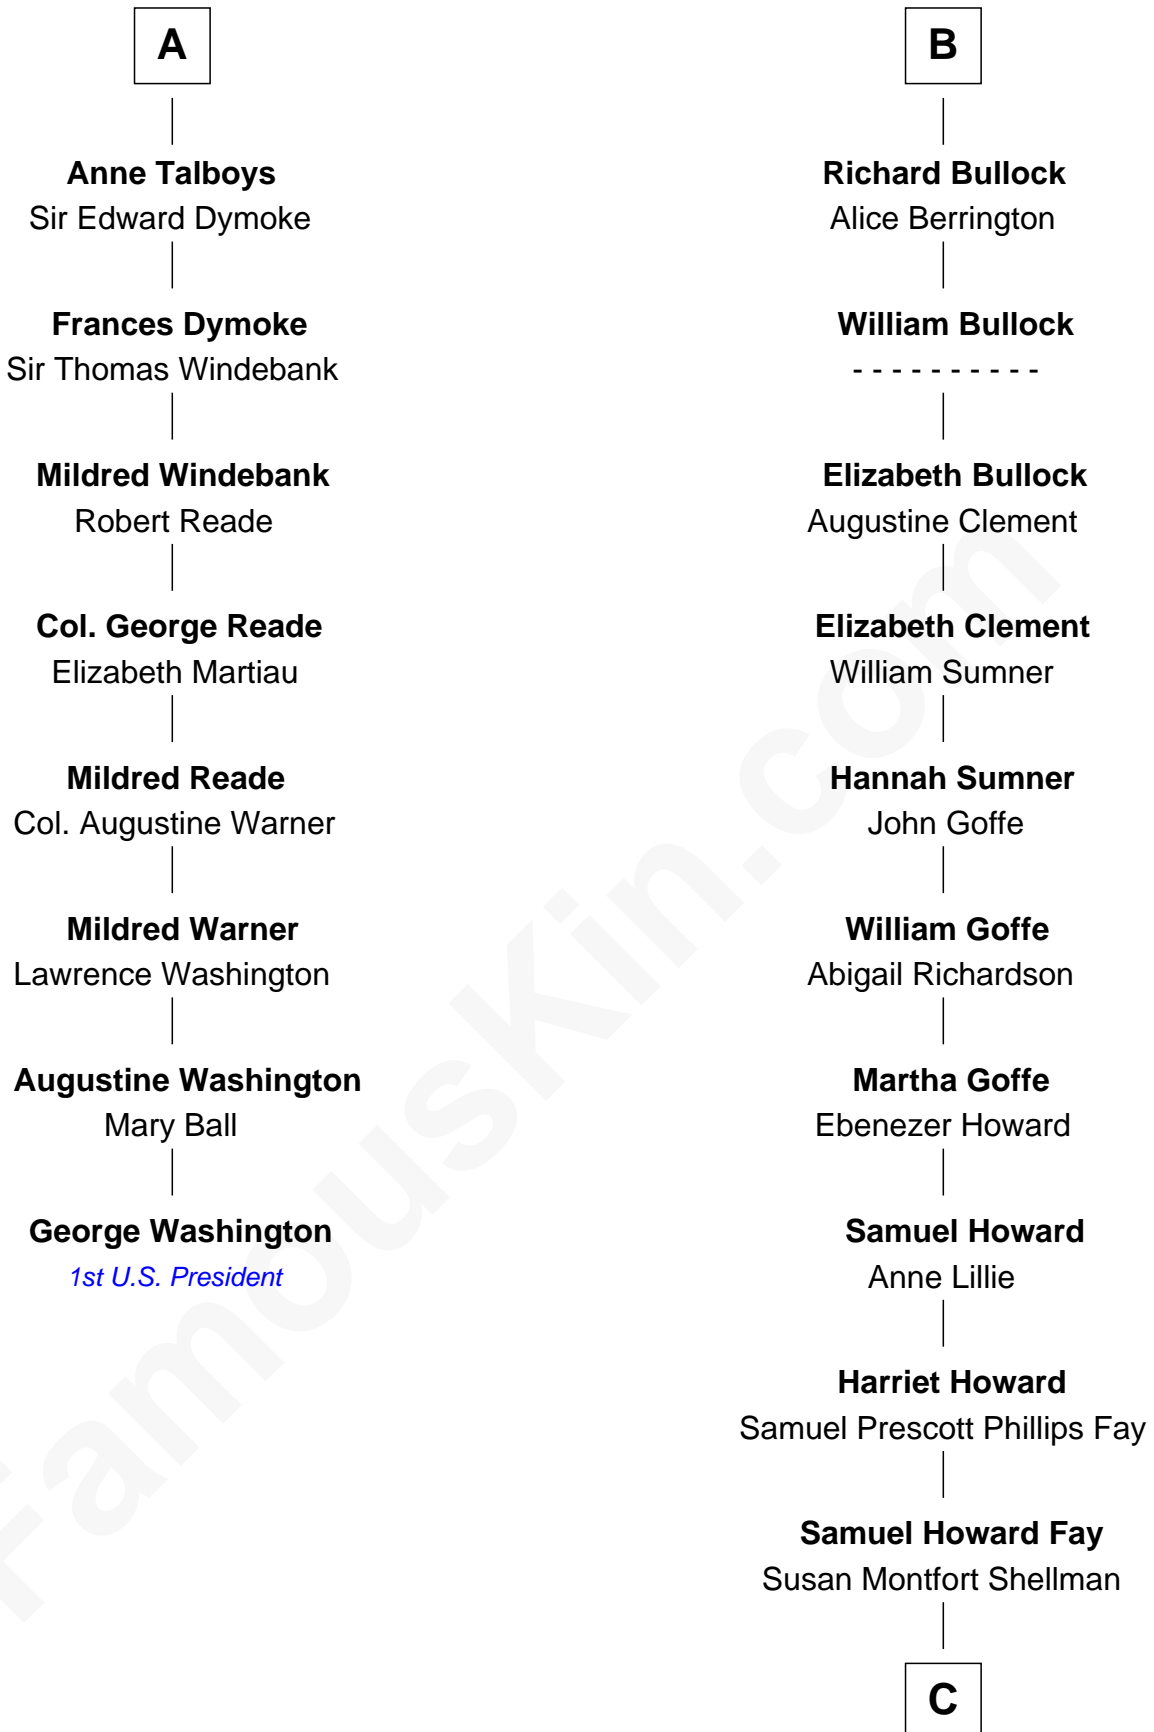 A
Anne Talboys
Sir Edward Dymoke
Frances Dymoke
Sir Thomas Windebank
Mildred Windebank
Robert Reade
Col. George Reade
Elizabeth Martiau
Mildred Reade
Col. Augustine Warner
Mildred Warner
Lawrence Washington
Augustine Washington
Mary Ball
George Washington
1st U.S. President
B
Richard Bullock
Alice Berrington
William Bullock
- - - - - - - - - -
Elizabeth Bullock
Augustine Clement
Elizabeth Clement
William Sumner
Hannah Sumner
John Goffe
William Goffe
Abigail Richardson
Martha Goffe
Ebenezer Howard
Samuel Howard
Anne Lillie
Harriet Howard
Samuel Prescott Phillips Fay
Samuel Howard Fay
Susan Montfort Shellman
C
FamousKin.com